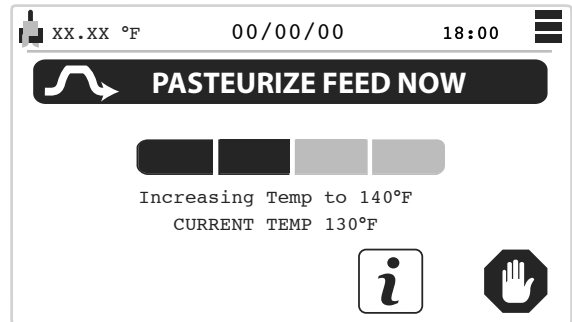 XX.XX °F 00/00/00 18:00
PASTEURIZE FEED NOW
Increasing Temp to 140°F
CURRENT TEMP 130°F
i